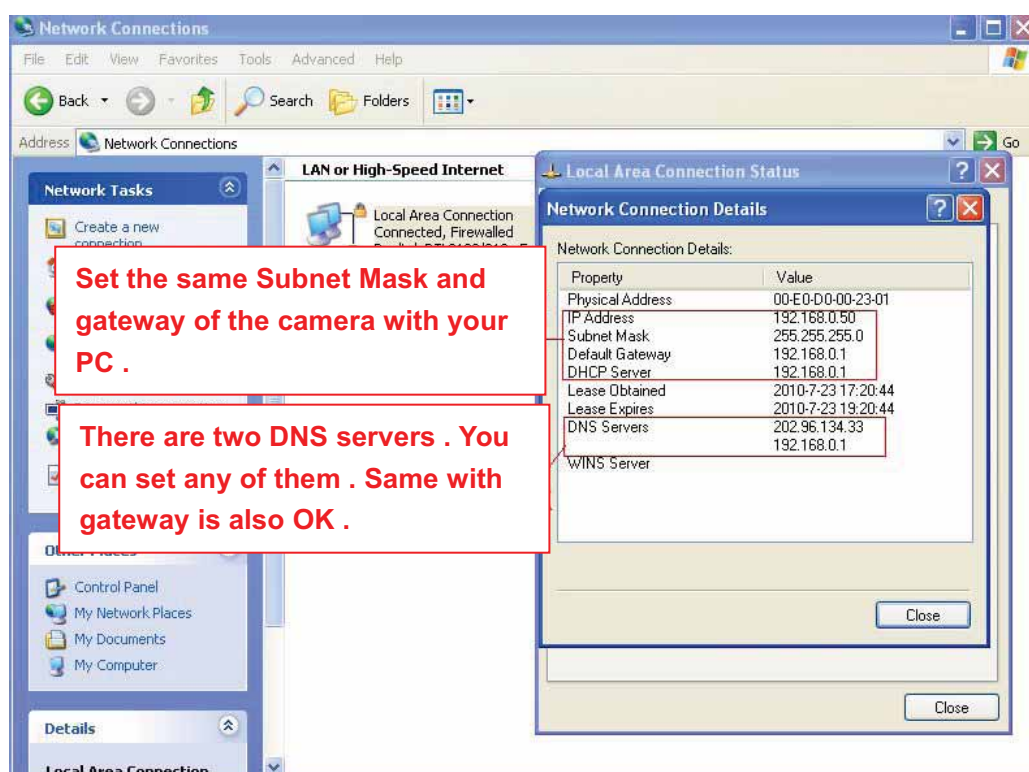 Network Connections
File Edit View Favorites Tools Advanced Help
Back Search Folders
Address Network Connections Go
Network Tasks
Create a new
connection
LAN or High-Speed Internet
Local Area Connection
Connected, Firewalled
Local Area Connection Status
Network Connection Details
Network Connection Details:
Property Value
Physical Address 00-E0-D0-00-23-01
IP Address 192.168.0.50
Subnet Mask 255.255.255.0
Default Gateway 192.168.0.1
DHCP Server 192.168.0.1
Lease Obtained 2010-7-23 17:20:44
Lease Expires 2010-7-23 19:20:44
DNS Servers 202.96.134.33
192.168.0.1
WINS Server
Close
Close
Set the same Subnet Mask and
gateway of the camera with your
PC .
There are two DNS servers . You
can set any of them . Same with
gateway is also OK .
Other Places
Control Panel
My Network Places
My Documents
My Computer
Details
Local Area Connection